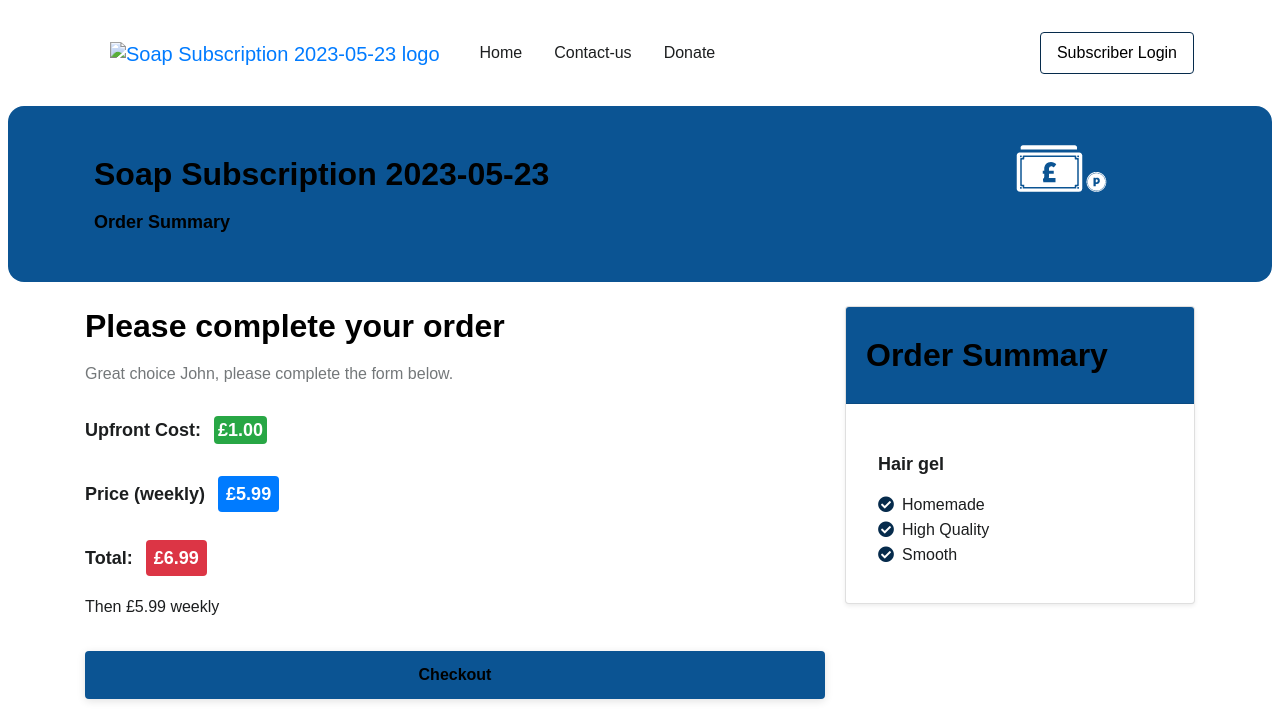 Soap Subscription 2023-05-23 logo
Home
Contact-us
Donate
Subscriber Login
Soap Subscription 2023-05-23
Order Summary
£
P
Please complete your order
Great choice John, please complete the form below.
Upfront Cost: £1.00
Price (weekly) £5.99
Total: £6.99
Then £5.99 weekly
Checkout
Order Summary
Hair gel
Homemade
High Quality
Smooth